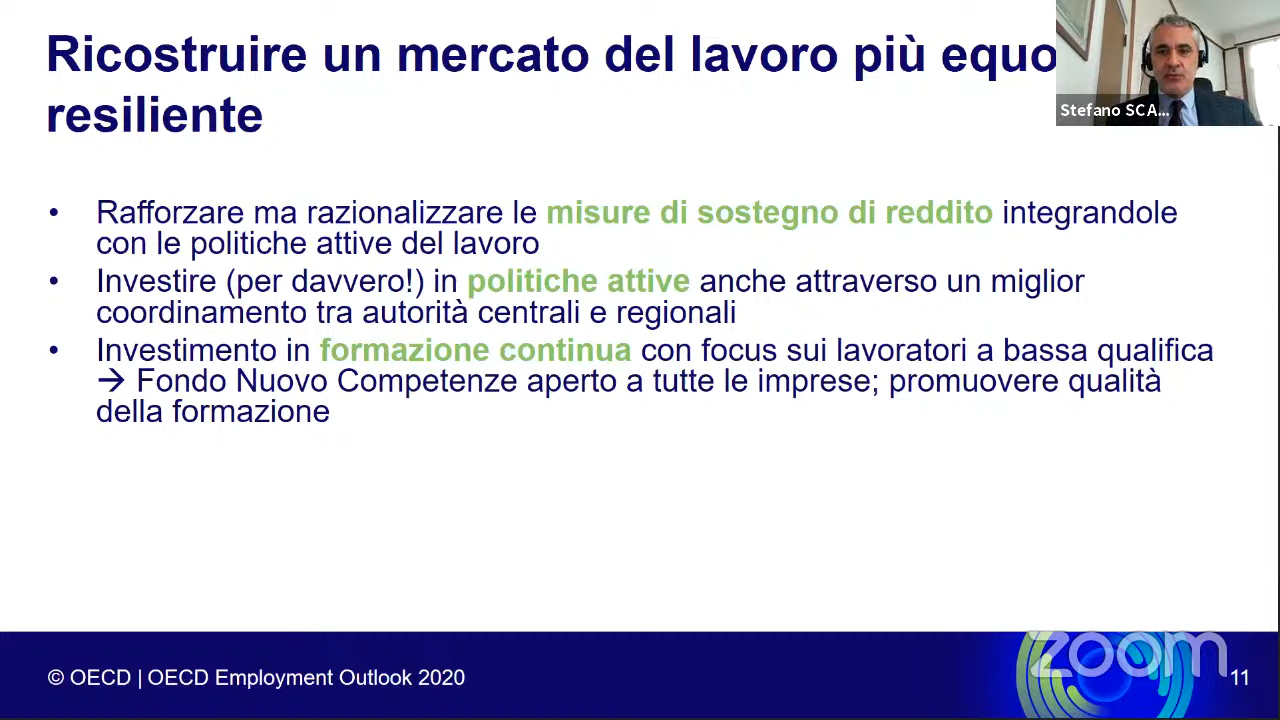 Ricostruire un mercato del lavoro più equo
resiliente
Stefano SCA...
• Rafforzare ma razionalizzare le misure di sostegno di reddito integrandole
con le politiche attive del lavoro
• Investire (per davvero!) in politiche attive anche attraverso un miglior
coordinamento tra autorità centrali e regionali
• Investimento in formazione continua con focus sui lavoratori a bassa qualifica
→ Fondo Nuovo Competenze aperto a tutte le imprese; promuovere qualità
della formazione
© OECD | OECD Employment Outlook 2020
zoom
11